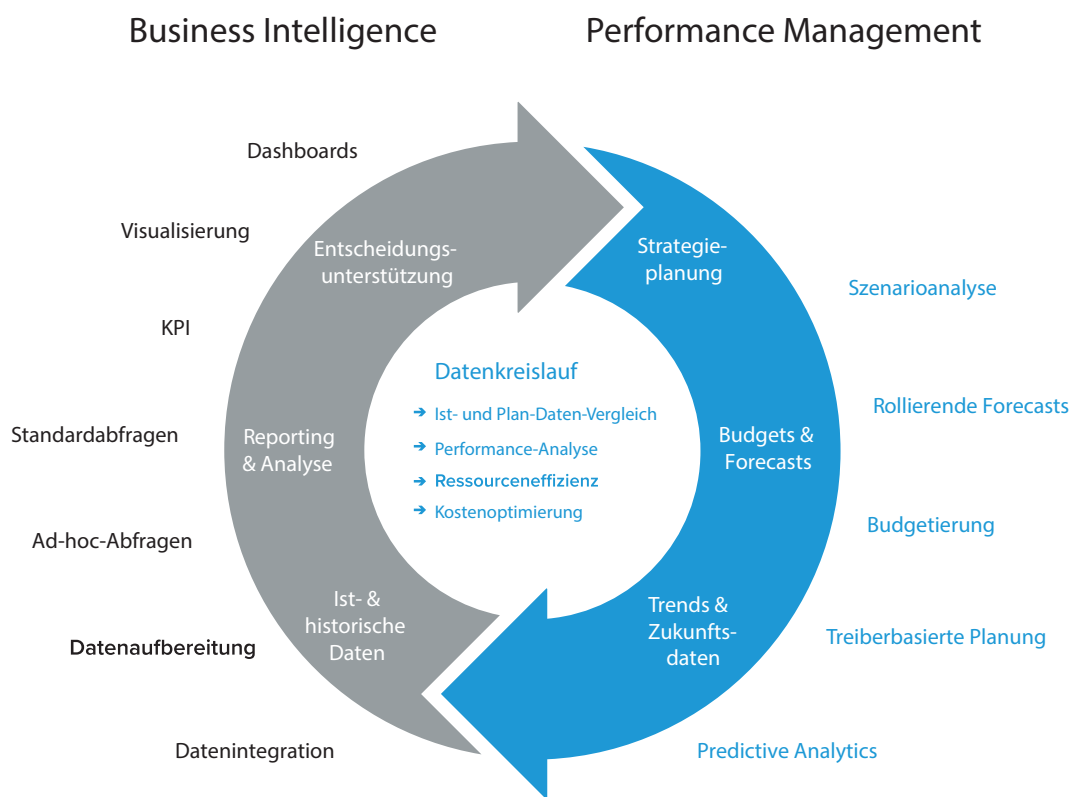 Business Intelligence
Performance Management
Dashboards
Visualisierung
KPI
Standardabfragen
Ad-hoc-Abfragen
Datenaufbereitung
Datenintegration
Entscheidungs-
unterstützung
Reporting
& Analyse
Ist- &
historische
Daten
Datenkreislauf
➔ Ist- und Plan-Daten-Vergleich
➔ Performance-Analyse
➔ Ressourceneffizienz
➔ Kostenoptimierung
Strategie-
planung
Budgets &
Forecasts
Trends &
Zukunfts-
daten
Szenarioanalyse
Rollierende Forecasts
Budgetierung
Treiberbasierte Planung
Predictive Analytics